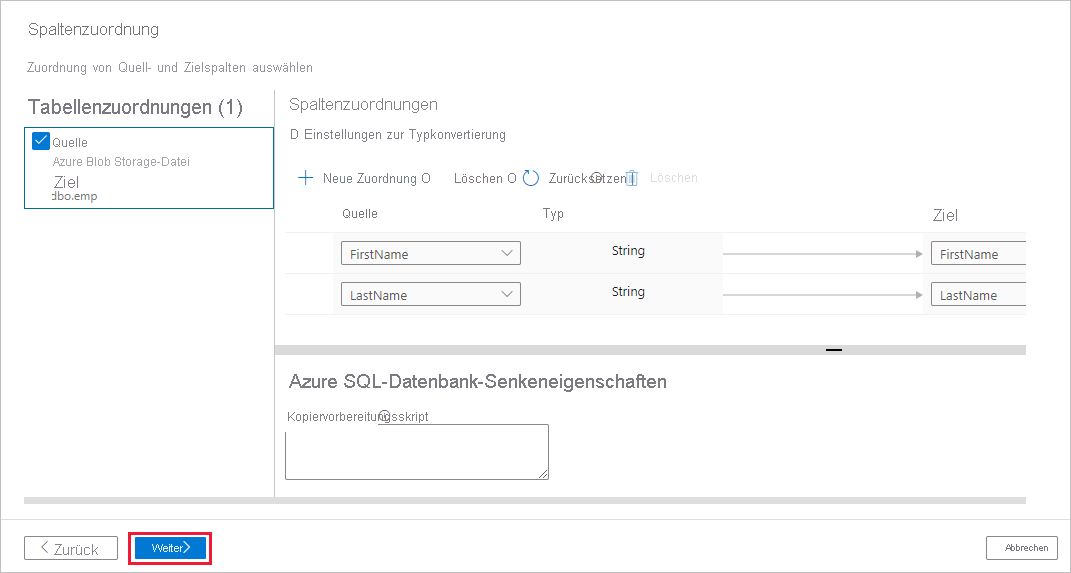 Spaltenzuordnung
Zuordnung von Quell- und Zielspalten auswählen
Tabellenzuordnungen (1)
Quelle
Azure Blob Storage-Datei
Ziel
dbo.emp
Spaltenzuordnungen
D Einstellungen zur Typkonvertierung
Neue Zuordnung O Löschen O Zurücksetzen Löschen
Quelle Typ Ziel
FirstName String FirstName
LastName String LastName
Azure SQL-Datenbank-Senkeneigenschaften
Kopiervorbereitungsskript
Zurück Weiter Abbrechen